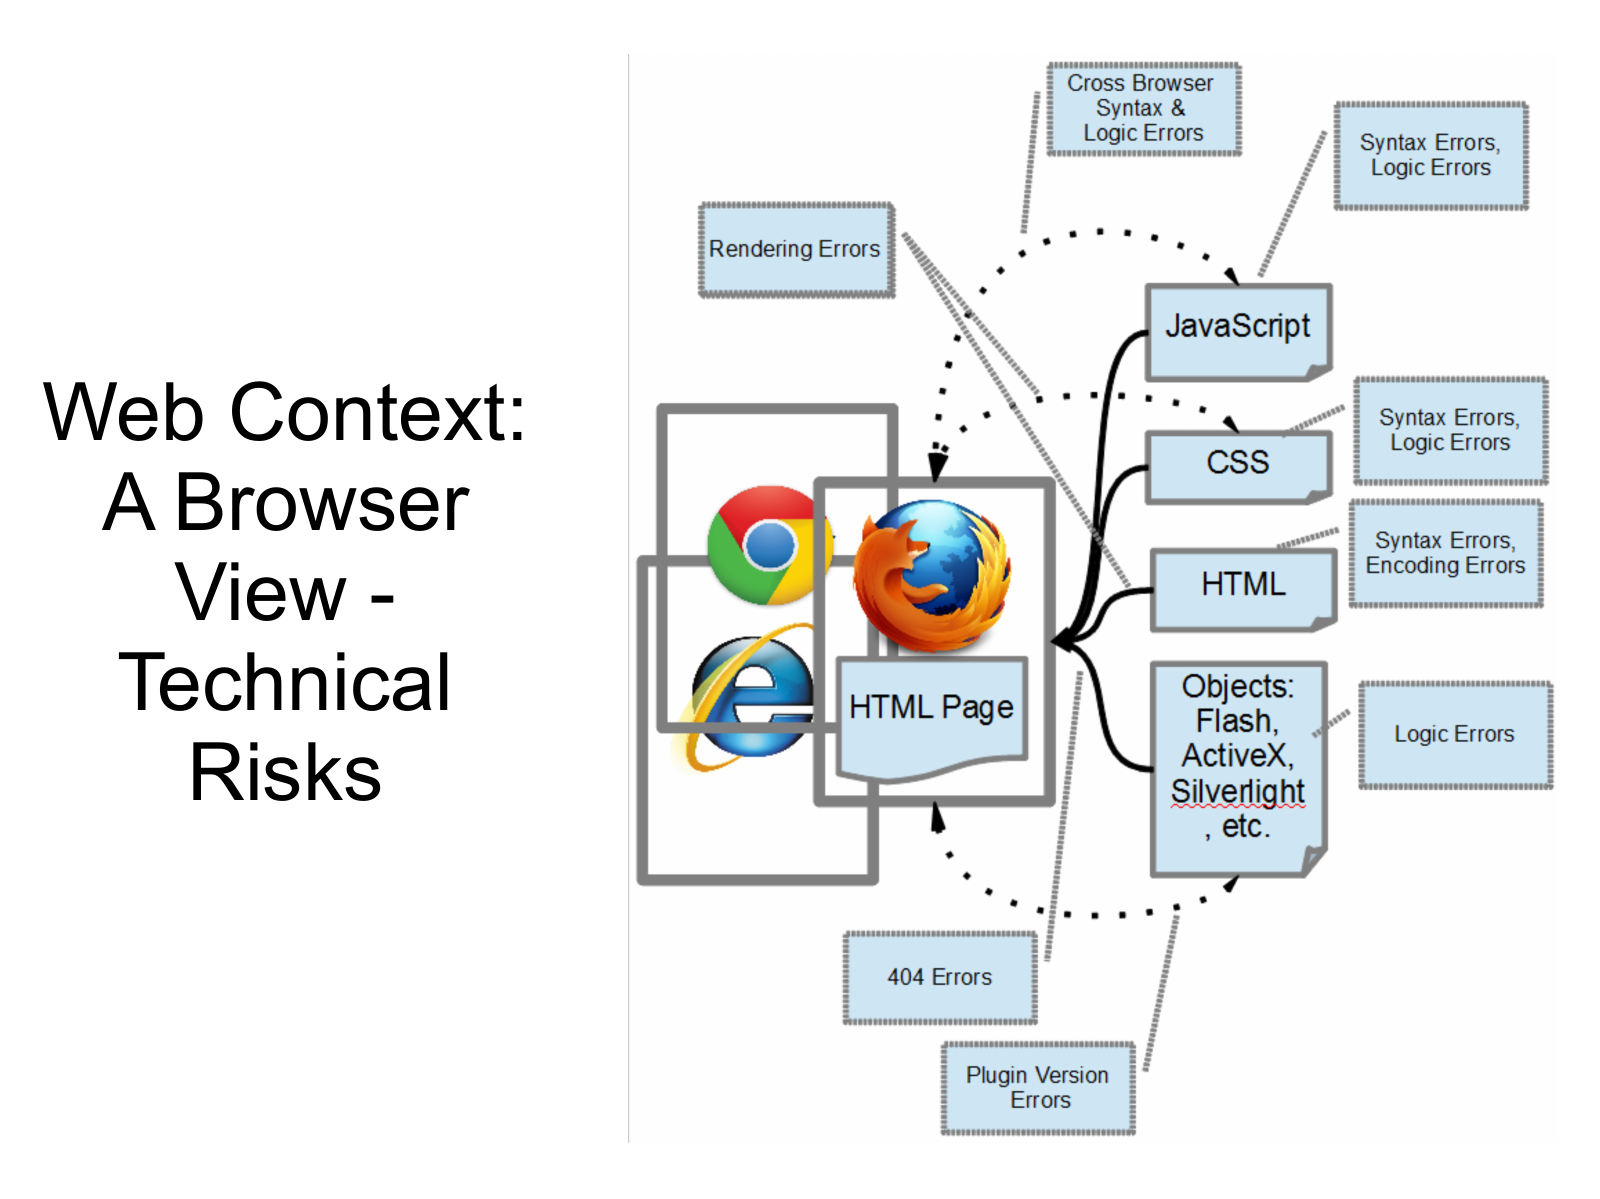 Web Context:
A Browser
View -
Technical
Risks
Cross Browser
Syntax &
Logic Errors
Syntax Errors,
Logic Errors
Rendering Errors
JavaScript
Syntax Errors,
Logic Errors
CSS
Syntax Errors,
Encoding Errors
HTML
HTML Page
Objects:
Flash,
ActiveX,
Silverlight
, etc.
Logic Errors
404 Errors
Plugin Version
Errors